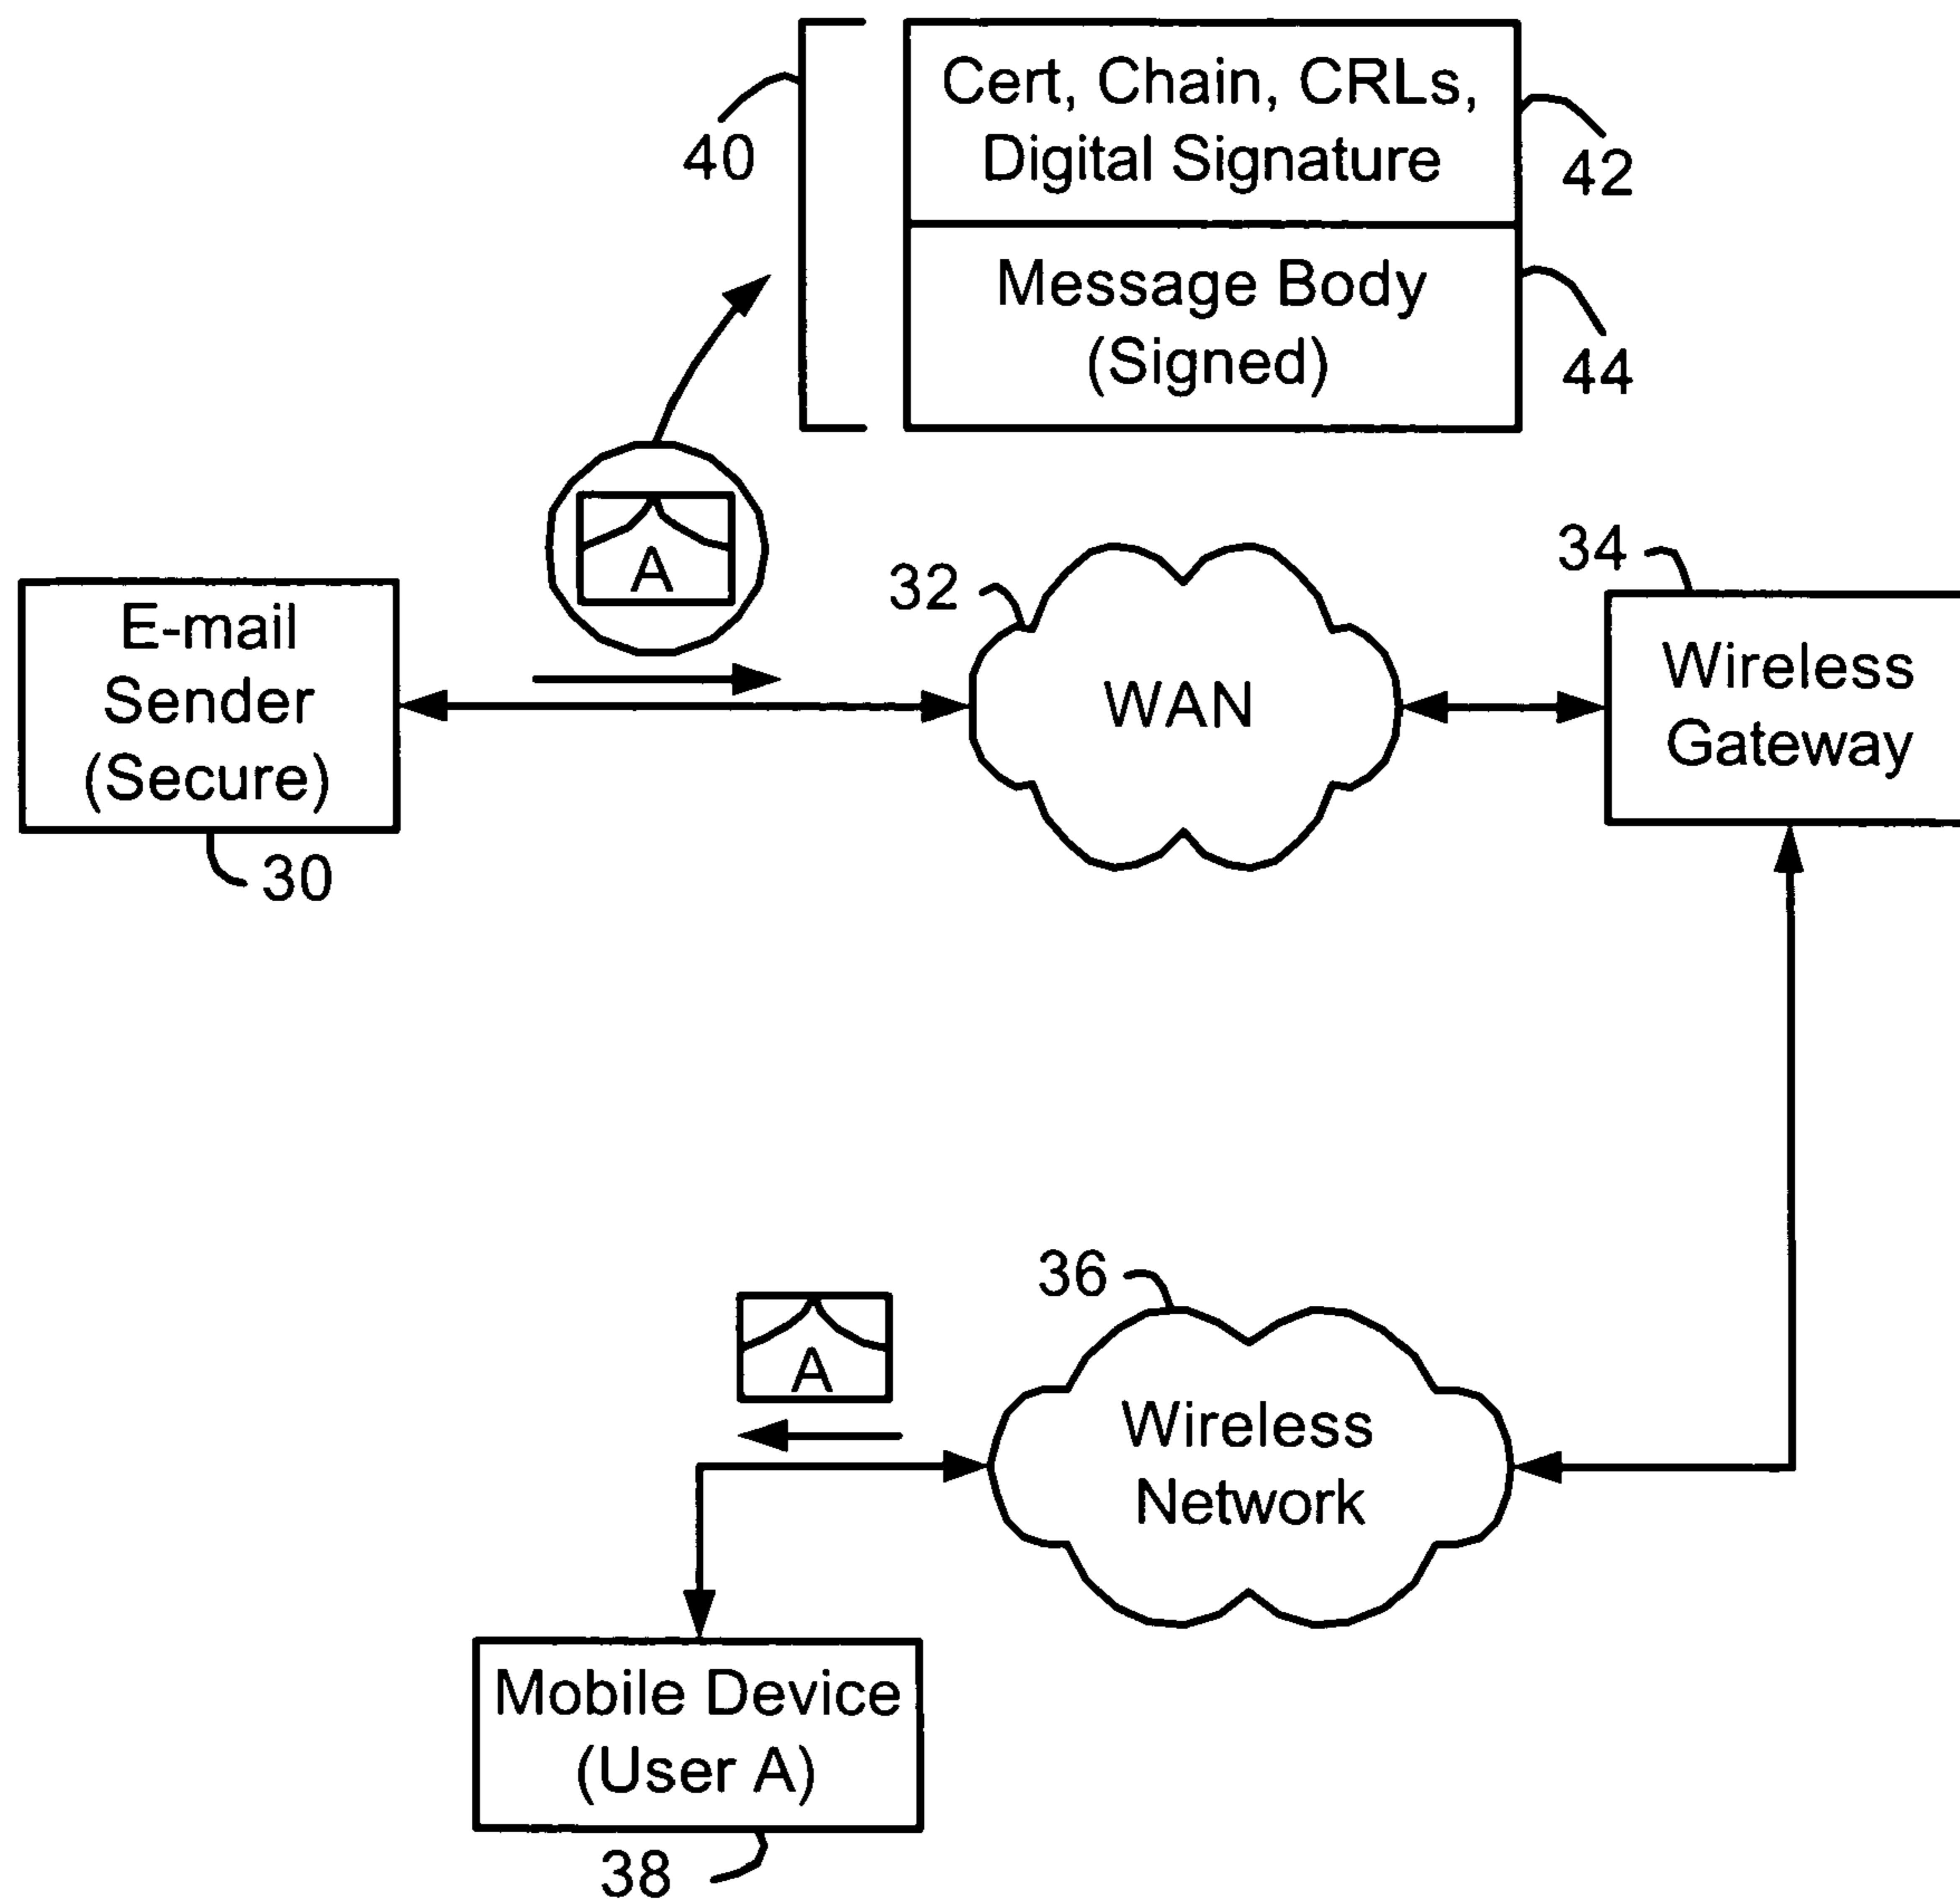 Cert, Chain, CRLs,
Digital Signature
40
42
Message Body
(Signed)
44
A
E-mail
Sender
(Secure)
30
32
WAN
34
Wireless
Gateway
36
A
Wireless
Network
Mobile Device
(User A)
38